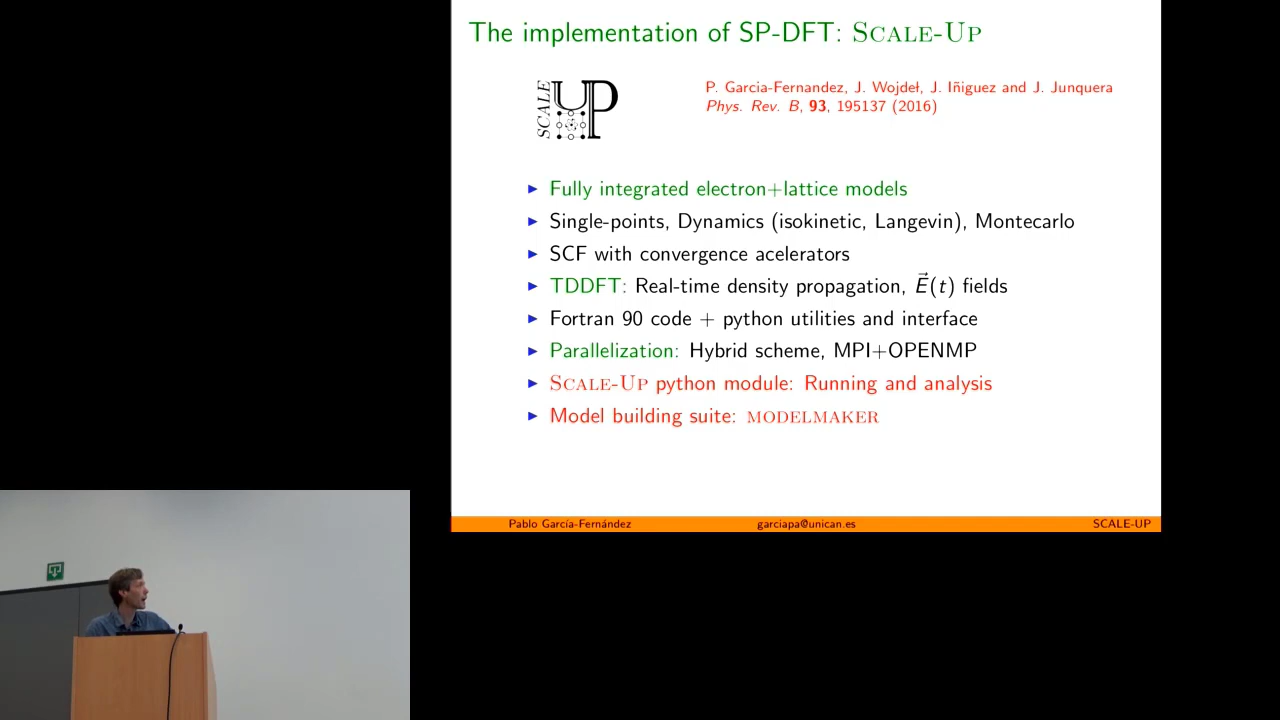 The implementation of SP-DFT: SCALE-UP
SCALE UP
P. Garcia-Fernandez, J. Wojdeł, J. Iñiguez and J. Junquera
Phys. Rev. B, 93, 195137 (2016)
► Fully integrated electron+lattice models
► Single-points, Dynamics (isokinetic, Langevin), Montecarlo
► SCF with convergence acelerators
► TDDFT: Real-time density propagation, E⃗(t) fields
► Fortran 90 code + python utilities and interface
► Parallelization: Hybrid scheme, MPI+OPENMP
► SCALE-UP python module: Running and analysis
► Model building suite: MODELMAKER
Pablo García-Fernández garciapa@unican.es SCALE-UP